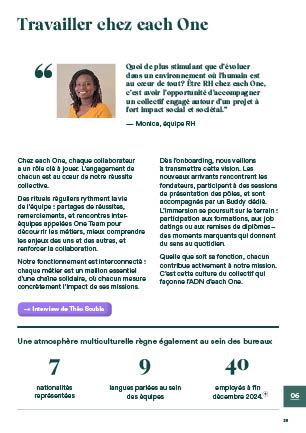 Travailler chez each One
“
Quoi de plus stimulant que d'évoluer
dans un environnement où l'humain est
au cœur de tout? Être RH chez each One,
c'est avoir l'opportunité d'accompagner
un collectif engagé autour d'un projet à
fort impact social et sociétal.”
— Monica, équipe RH
Chez each One, chaque collaborateur
a un rôle clé à jouer. L'engagement de
chacun est au cœur de notre réussite
collective.
Des rituels réguliers rythment la vie
de l'équipe : partages de réussites,
remerciements, et rencontres inter-
équipes appelées One Team pour
découvrir les métiers, mieux comprendre
les enjeux des uns et des autres, et
renforcer la collaboration.
Notre fonctionnement est interconnecté :
chaque métier est un maillon essentiel
d'une chaîne solidaire, où chacun mesure
concrètement l'impact de ses missions.
→ Interview de Théo Scubla
Dès l'onboarding, nous veillons
à transmettre cette vision. Les
nouveaux arrivants rencontrent les
fondateurs, participent à des sessions
de présentation des pôles, et sont
accompagnés par un Buddy dédié.
L'immersion se poursuit sur le terrain :
participation aux formations, aux job
datings ou aux remises de diplômes –
des moments marquants qui donnent
du sens au quotidien.
Quelle que soit sa fonction, chacun
contribue activement à notre mission.
C'est cette culture du collectif qui
façonne l'ADN d'each One.
Une atmosphère multiculturelle règne également au sein des bureaux
7
nationalités
représentées
9
langues parlées au sein
des équipes
40
employés à fin
décembre 2024.
06